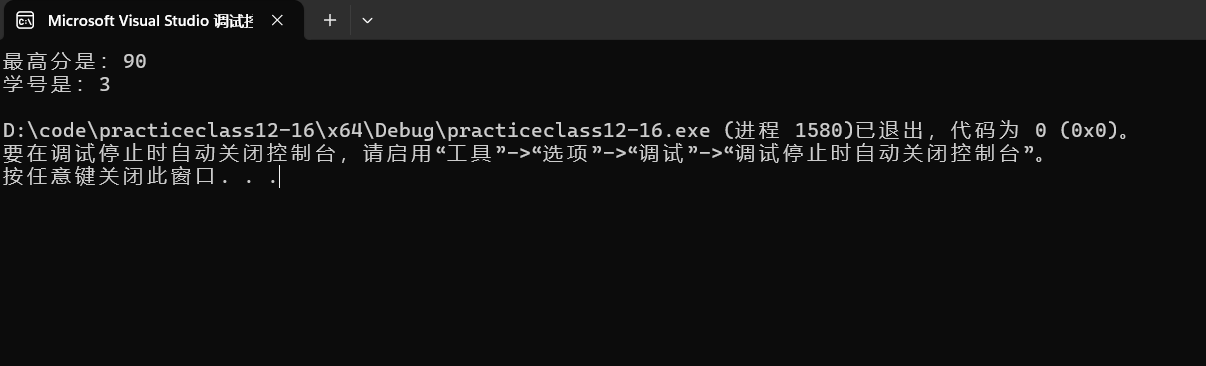 Microsoft Visual Studio 调试
最高分是：90
学号是：3
D:\code\practiceclass12-16\x64\Debug\practiceclass12-16.exe (进程 1580)已退出，代码为 0 (0x0)。
要在调试停止时自动关闭控制台，请启用“工具”->“选项”->“调试”->“调试停止时自动关闭控制台”。
按任意键关闭此窗口. . .